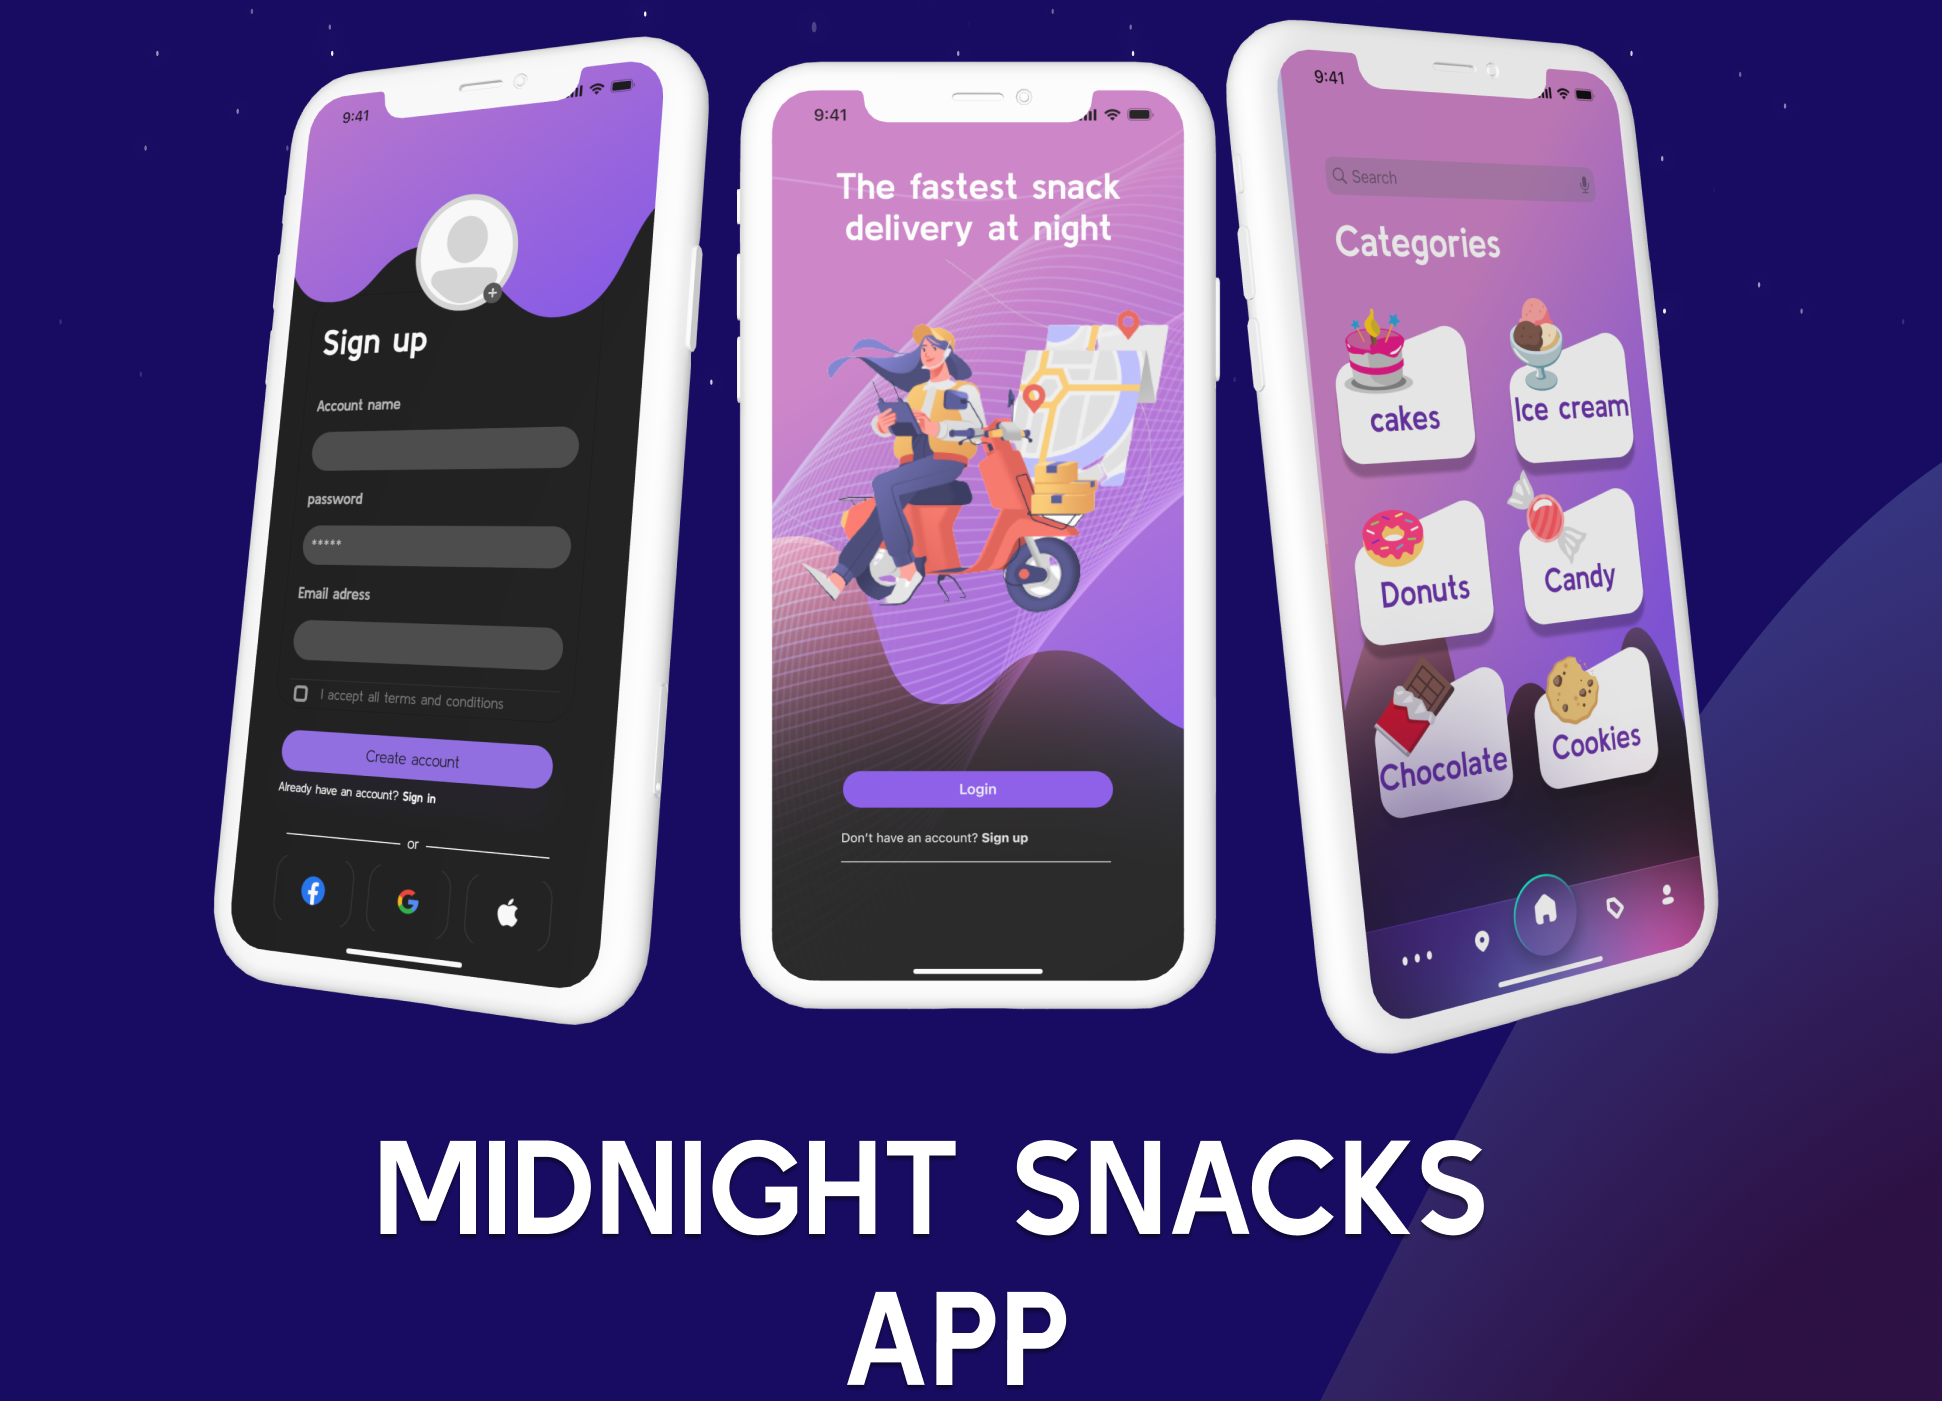 9:41
Sign up
Account name
password
*****
Email adress
I accept all terms and conditions
Create account
Already have an account? Sign in
or
9:41
The fastest snack
delivery at night
Login
Don't have an account? Sign up
9:41
Search
Categories
cakes
Ice cream
Donuts
Candy
Chocolate
Cookies
MIDNIGHT SNACKS
APP